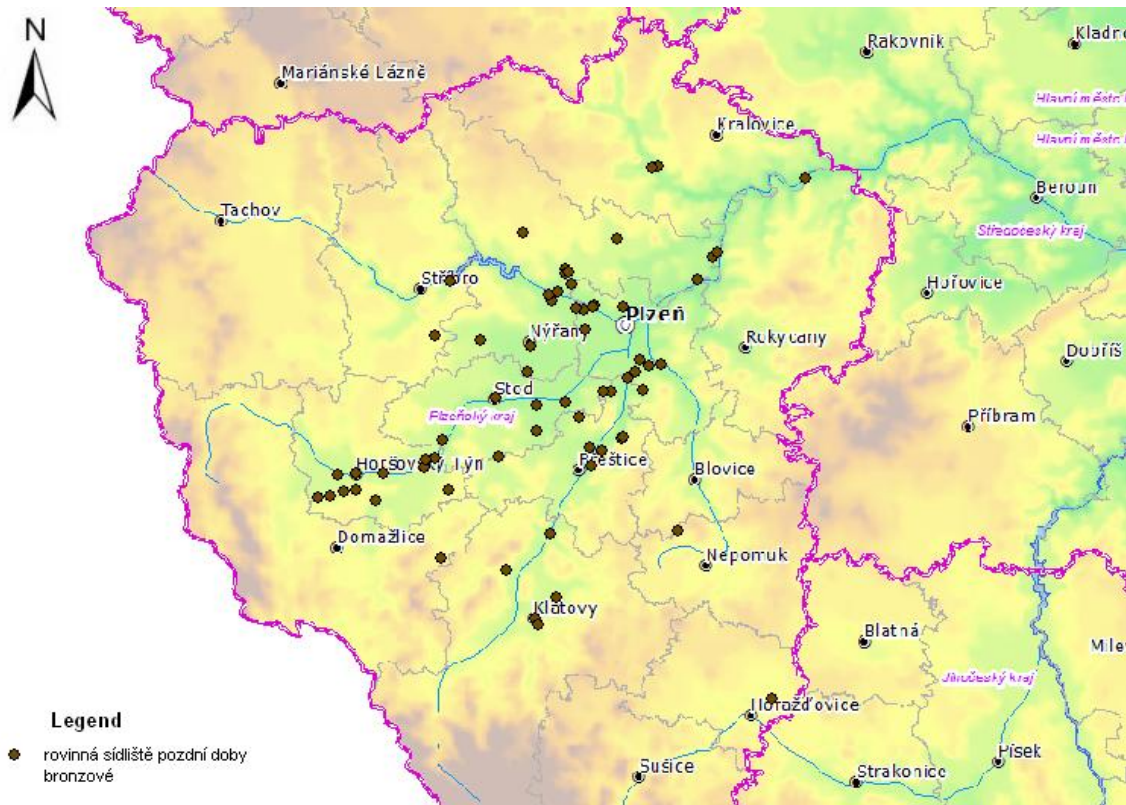 N
Rakovník
Kladno
Mariánské Lázně
Hlavní město
Kralovice
Hlavní město
Beroun
Tachov
Středočeský kraj
Stříbro
Hořovice
Plzeň
Nýřany
Rokycany
Dobříš
Stod
Plzeňský kraj
Příbram
Horšovský Týn
Přeštice
Blovice
Domažlice
Nepomuk
Klatovy
Blatná
Milev
Jihočeský kraj
Horažďovice
Legend
rovinná sídliště pozdní doby
bronzové
Sušice
Strakonice
Písek